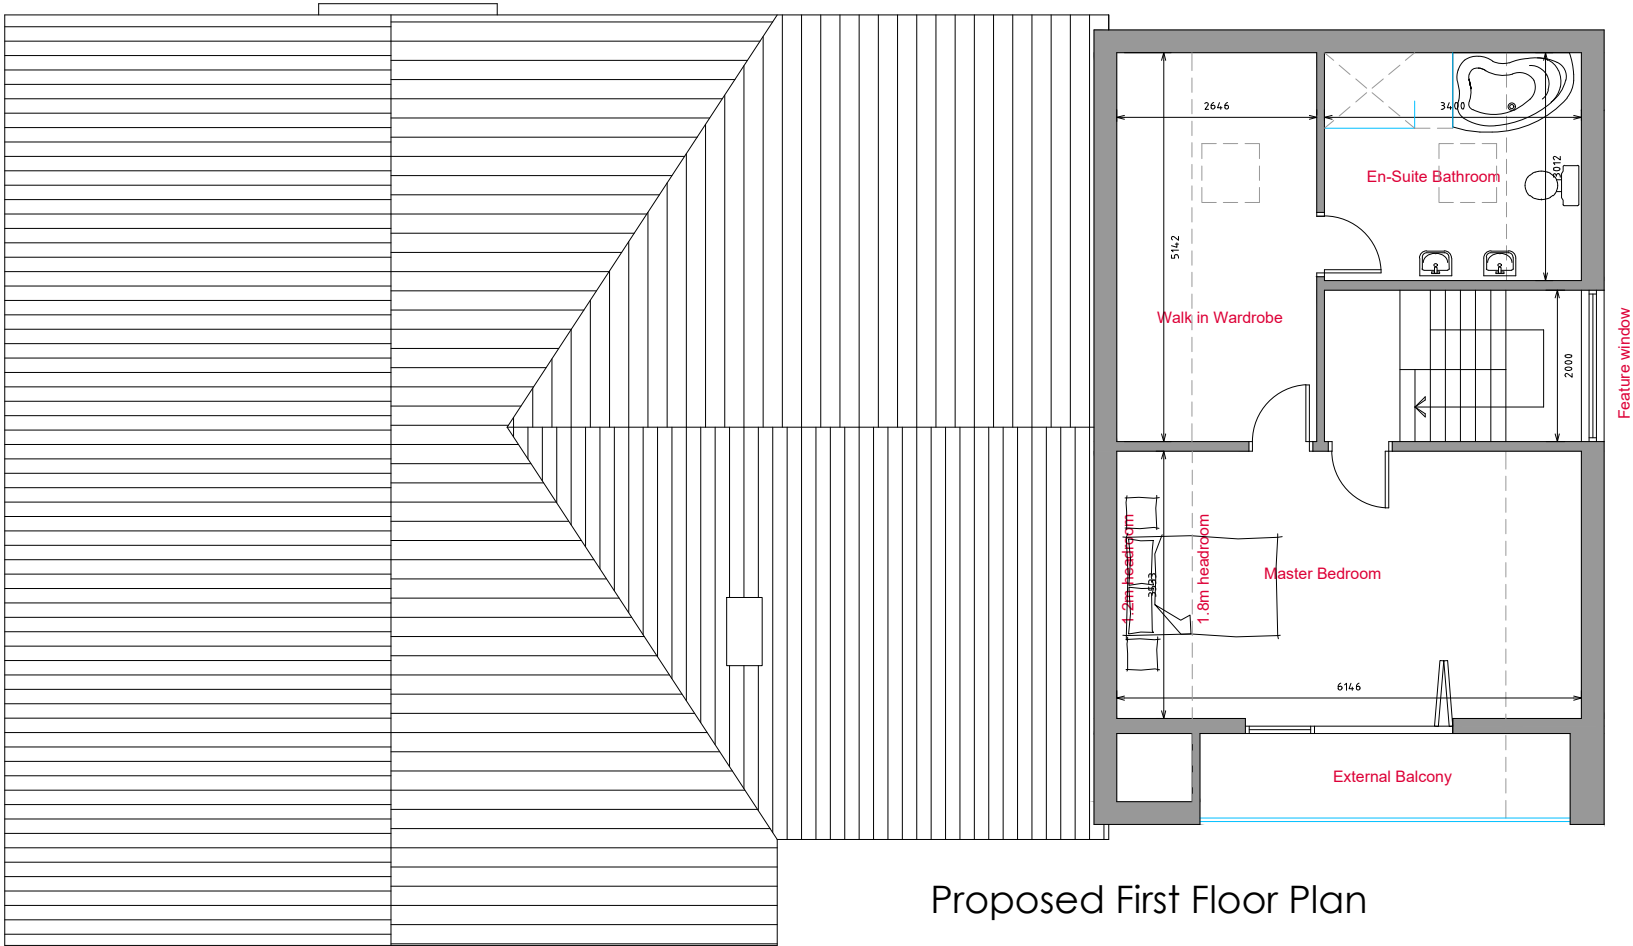 2646
3400
3012
En-Suite Bathroom
5142
Walk in Wardrobe
2000
Feature window
1.2m headroom
3533
1.8m headroom
Master Bedroom
6146
External Balcony
Proposed First Floor Plan